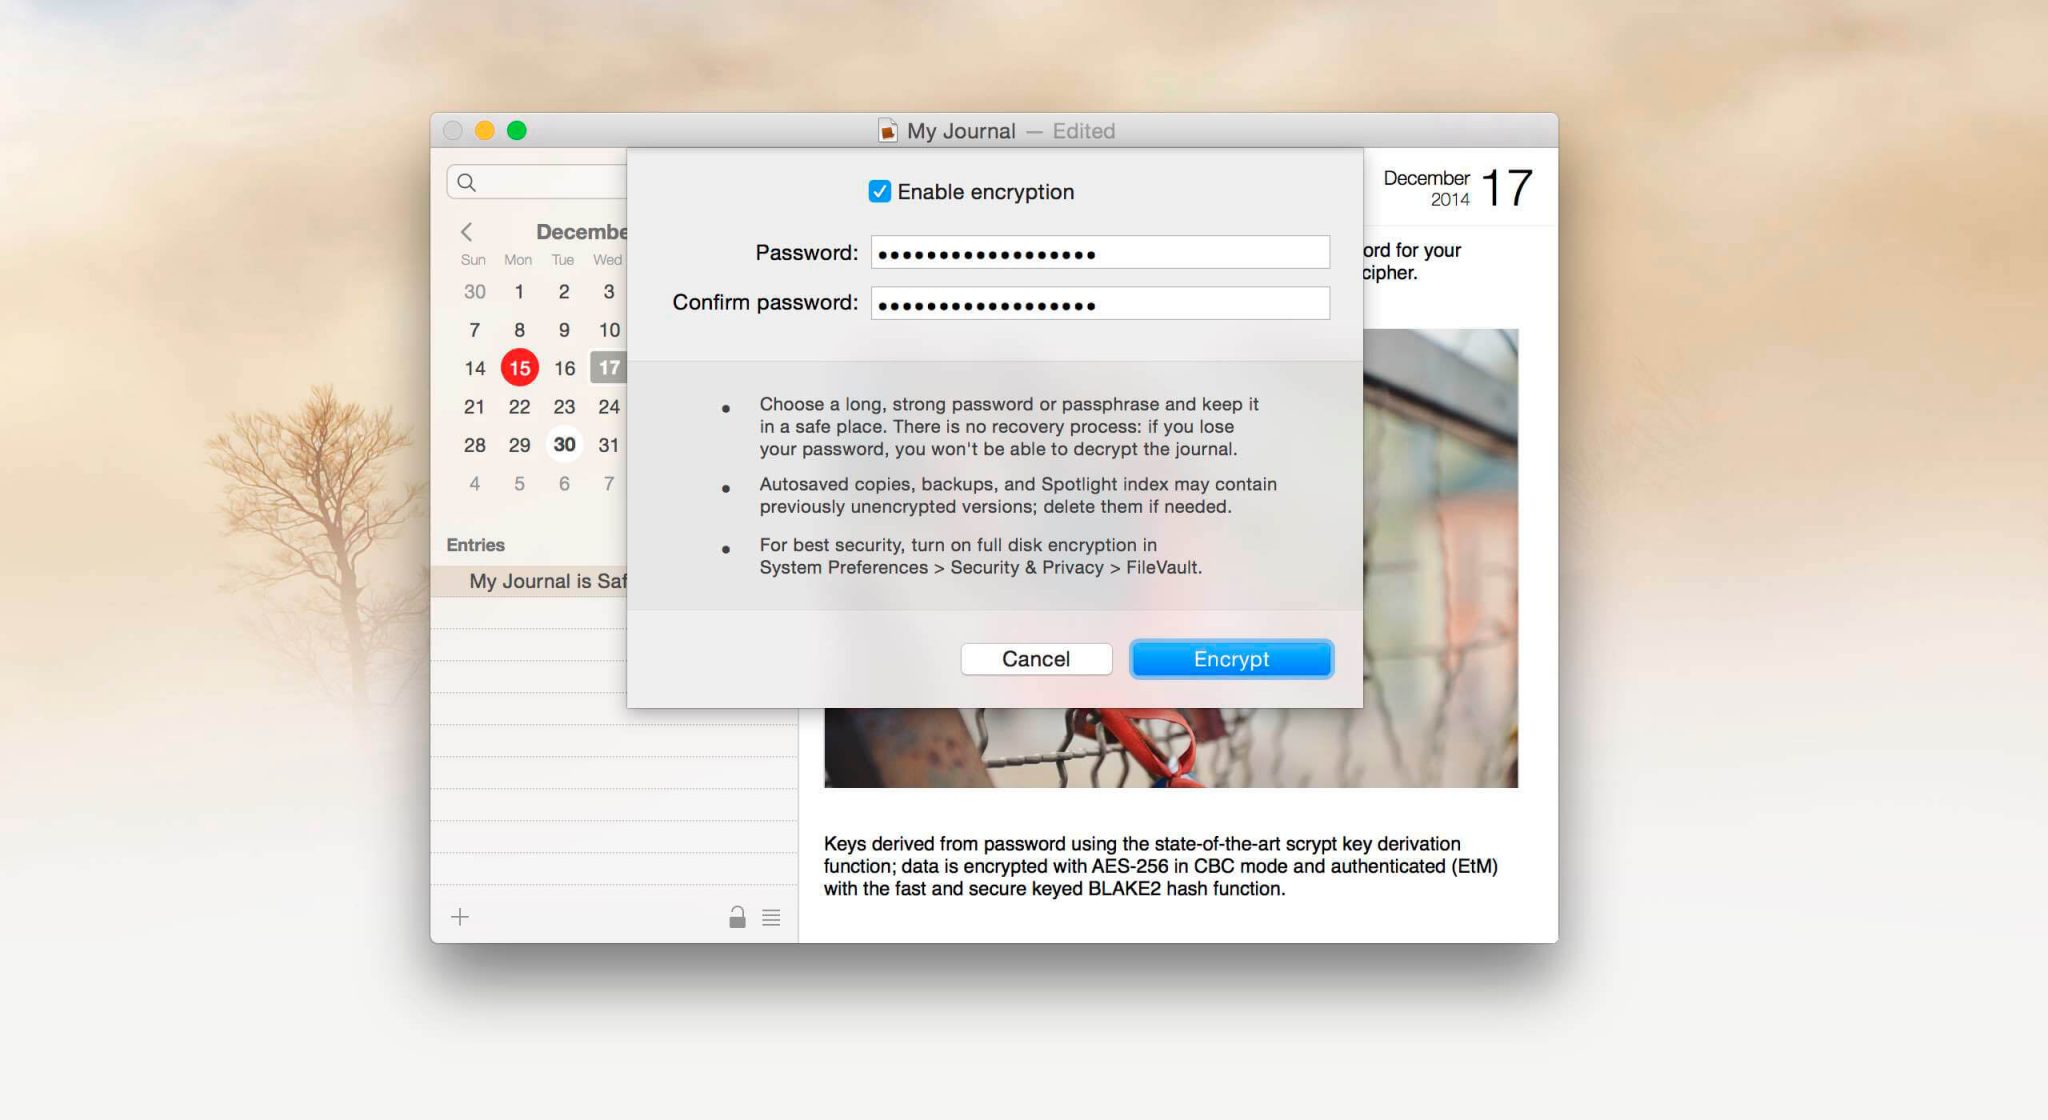 My Journal — Edited
Enable encryption
Password:
Confirm password:
Choose a long, strong password or passphrase and keep it
in a safe place. There is no recovery process: if you lose
your password, you won't be able to decrypt the journal.
Autosaved copies, backups, and Spotlight index may contain
previously unencrypted versions; delete them if needed.
For best security, turn on full disk encryption in
System Preferences > Security & Privacy > FileVault.
Cancel Encrypt
Decembe
Sun Mon Tue Wed
30 1 2 3
7 8 9 10
14 15 16 17
21 22 23 24
28 29 30 31
4 5 6 7
Entries
My Journal is Saf
December 17
2014
ord for your
cipher.
Keys derived from password using the state-of-the-art scrypt key derivation
function; data is encrypted with AES-256 in CBC mode and authenticated (EtM)
with the fast and secure keyed BLAKE2 hash function.